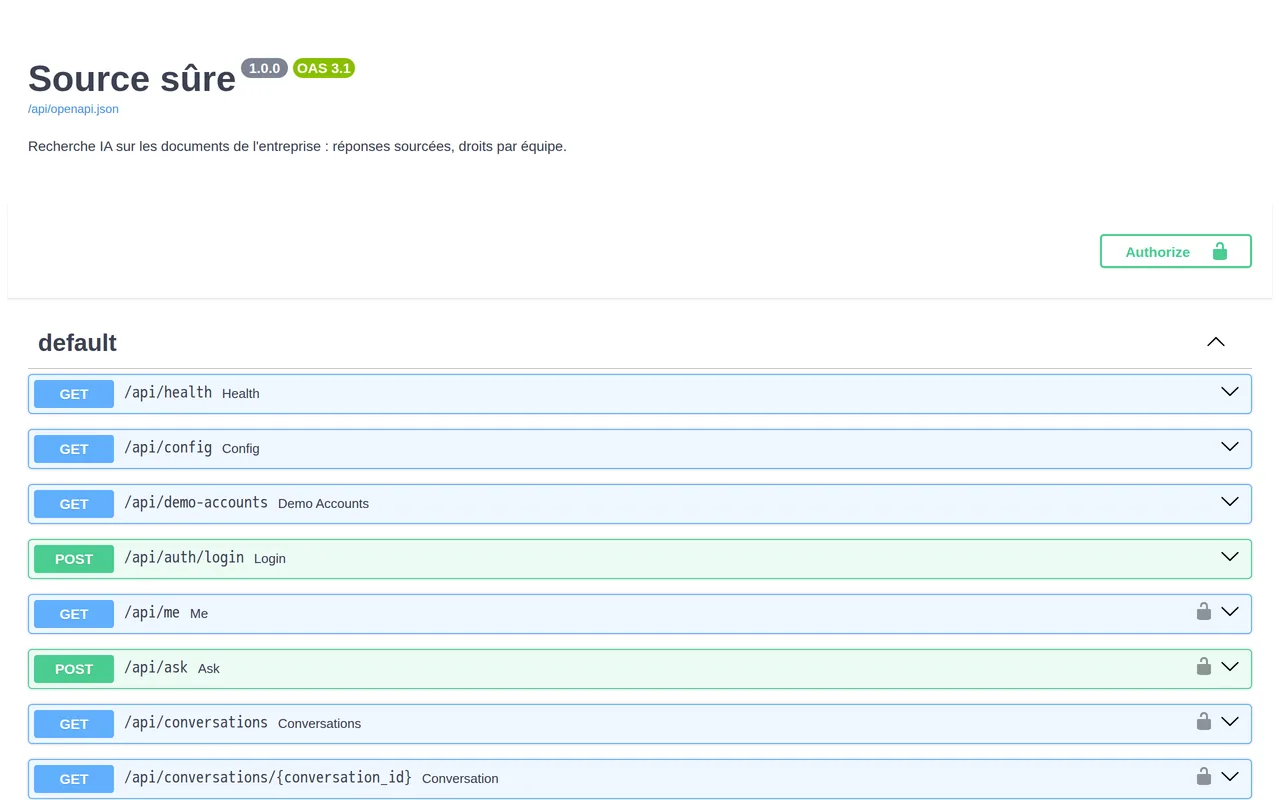 Source sûre 1.0.0 OAS 3.1
/api/openapi.json
Recherche IA sur les documents de l'entreprise : réponses sourcées, droits par équipe.
Authorize
default
GET /api/health Health
GET /api/config Config
GET /api/demo-accounts Demo Accounts
POST /api/auth/login Login
GET /api/me Me
POST /api/ask Ask
GET /api/conversations Conversations
GET /api/conversations/{conversation_id} Conversation